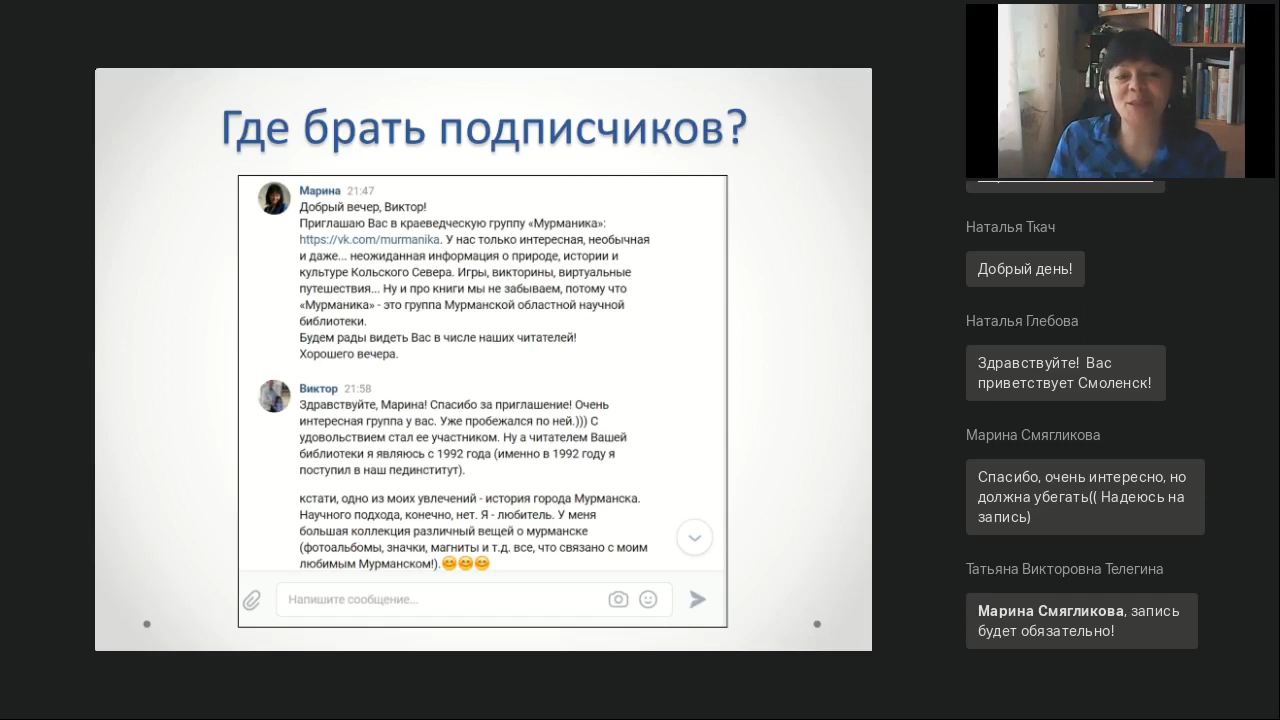 Где брать подписчиков?
Марина 21:47
Добрый вечер, Виктор!
Приглашаю Вас в краеведческую группу «Мурманика»:
https://vk.com/murmanika. У нас только интересная, необычная
и даже... неожиданная информация о природе, истории и
культуре Кольского Севера. Игры, викторины, виртуальные
путешествия... Ну и про книги мы не забываем, потому что
«Мурманика» - это группа Мурманской областной научной
библиотеки.
Будем рады видеть Вас в числе наших читателей!
Хорошего вечера.
Виктор 21:58
Здравствуйте, Марина! Спасибо за приглашение! Очень
интересная группа у вас. Уже пробежался по ней.))) С
удовольствием стал ее участником. Ну а читателем Вашей
библиотеки я являюсь с 1992 года (именно в 1992 году я
поступил в наш пединститут).
кстати, одно из моих увлечений - история города Мурманска.
Научного подхода, конечно, нет. Я - любитель. У меня
большая коллекция различный вещей о мурманске
(фотоальбомы, значки, магниты и т.д. все, что связано с моим
любимым Мурманском!).😊😊😊
Напишите сообщение...
Наталья Ткач
Добрый день!
Наталья Глебова
Здравствуйте! Вас
приветствует Смоленск!
Марина Смягликова
Спасибо, очень интересно, но
должна убегать(( Надеюсь на
запись)
Татьяна Викторовна Телегина
Марина Смягликова, запись
будет обязательно!